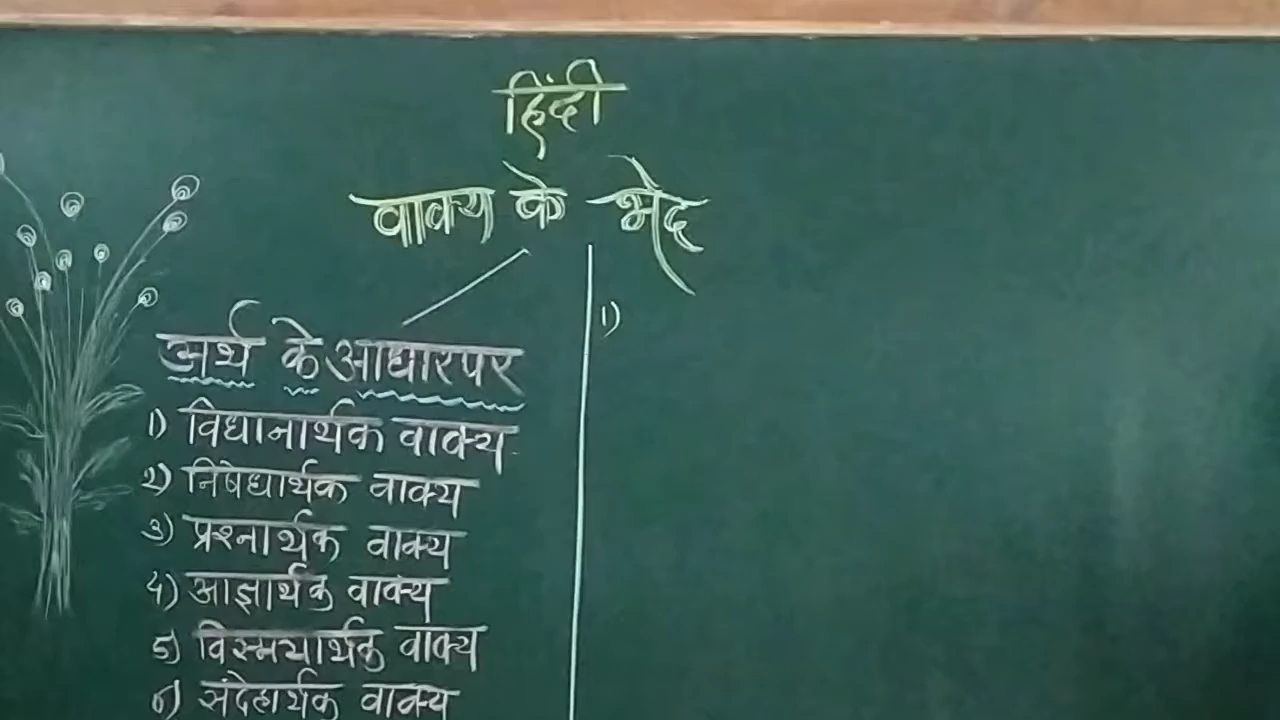 हिंदी
वाक्य के भेद
अर्थ के आधारपर
1) विधानार्थक वाक्य
2) निषेधार्थक वाक्य
3) प्रश्नार्थक वाक्य
4) आज्ञार्थक वाक्य
5) विस्मयार्थक वाक्य
6) संदेहार्थक वाक्य
1)